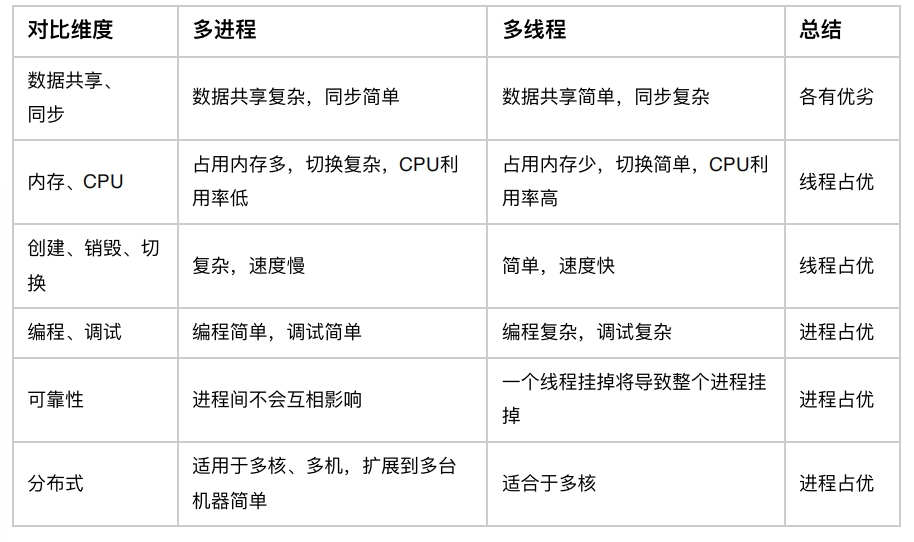 对比维度 多进程 多线程 总结
数据共享、
同步
数据共享复杂，同步简单
数据共享简单，同步复杂
各有优劣
内存、CPU
占用内存多，切换复杂，CPU利
用率低
占用内存少，切换简单，CPU利
用率高
线程占优
创建、销毁、切
换
复杂，速度慢
简单，速度快
线程占优
编程、调试
编程简单，调试简单
编程复杂，调试复杂
进程占优
可靠性
进程间不会互相影响
一个线程挂掉将导致整个进程挂
掉
进程占优
分布式
适用于多核、多机，扩展到多台
机器简单
适合于多核
进程占优